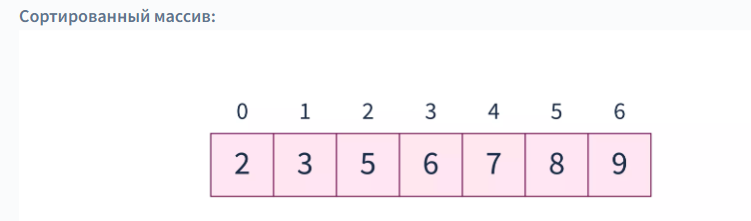 Сортированный массив:
0 1 2 3 4 5 6
2 3 5 6 7 8 9